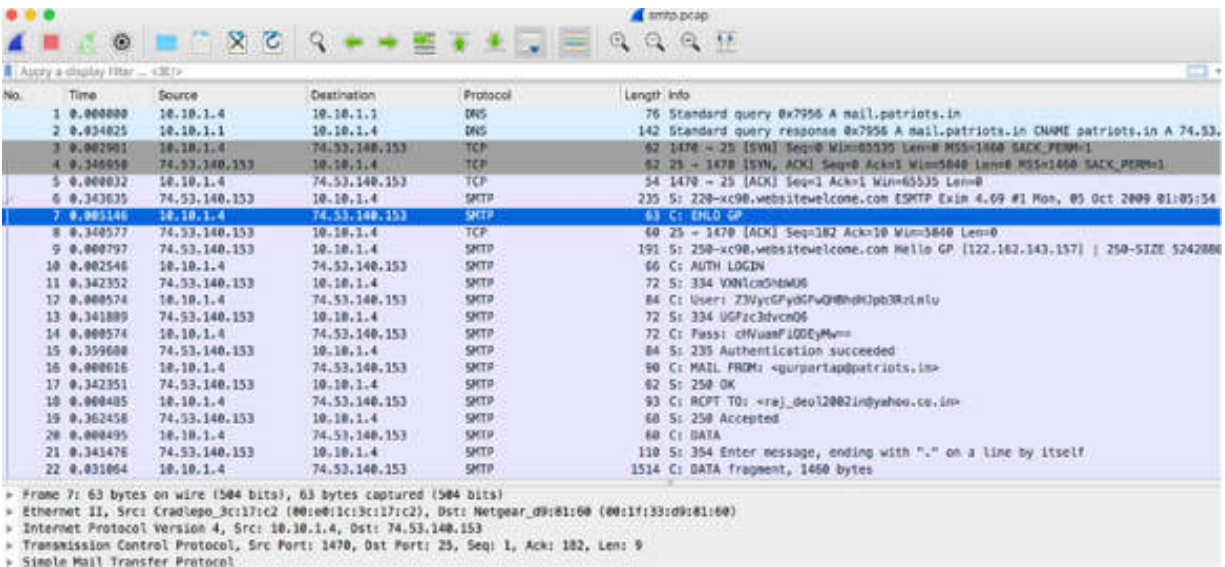 smtp.pcap
Apply a display filter ... <⌘/>
No. Time Source Destination Protocol Length Info
1 0.000000 10.10.1.4 10.10.1.1 DNS 76 Standard query 0x7956 A mail.patriots.in
2 0.034025 10.10.1.1 10.10.1.4 DNS 142 Standard query response 0x7956 A mail.patriots.in CNAME patriots.in A 74.53.
3 0.002981 10.10.1.4 74.53.140.153 TCP 62 1470 → 25 [SYN] Seq=0 Win=65535 Len=0 MSS=1460 SACK_PERM=1
4 0.346950 74.53.140.153 10.10.1.4 TCP 62 25 → 1470 [SYN, ACK] Seq=0 Ack=1 Win=5840 Len=0 MSS=1460 SACK_PERM=1
5 0.000032 10.10.1.4 74.53.140.153 TCP 54 1470 → 25 [ACK] Seq=1 Ack=1 Win=65535 Len=0
6 0.343635 74.53.140.153 10.10.1.4 SMTP 235 S: 220-xc90.websitewelcome.com ESMTP Exim 4.69 #1 Mon, 05 Oct 2009 01:05:54
7 0.005146 10.10.1.4 74.53.140.153 SMTP 63 C: EHLO GP
8 0.340577 74.53.140.153 10.10.1.4 TCP 60 25 → 1470 [ACK] Seq=182 Ack=10 Win=5840 Len=0
9 0.000797 74.53.140.153 10.10.1.4 SMTP 191 S: 250-xc90.websitewelcome.com Hello GP [122.162.143.157] | 250-SIZE 5242880
10 0.002546 10.10.1.4 74.53.140.153 SMTP 66 C: AUTH LOGIN
11 0.342352 74.53.140.153 10.10.1.4 SMTP 72 S: 334 VXNlcm5hbWU6
12 0.000574 10.10.1.4 74.53.140.153 SMTP 84 C: User:
13 0.341889 74.53.140.153 10.10.1.4 SMTP 72 S: 334 UGFzc3dvcmQ6
14 0.000574 10.10.1.4 74.53.140.153 SMTP 72 C: Pass:
15 0.359680 74.53.140.153 10.10.1.4 SMTP 84 S: 235 Authentication succeeded
16 0.000616 10.10.1.4 74.53.140.153 SMTP 90 C: MAIL FROM: <gurpartap@patriots.in>
17 0.342351 74.53.140.153 10.10.1.4 SMTP 62 S: 250 OK
18 0.000485 10.10.1.4 74.53.140.153 SMTP 93 C: RCPT TO: <raj_deol2002in@yahoo.co.in>
19 0.362458 74.53.140.153 10.10.1.4 SMTP 68 S: 250 Accepted
20 0.000495 10.10.1.4 74.53.140.153 SMTP 60 C: DATA
21 0.341476 74.53.140.153 10.10.1.4 SMTP 110 S: 354 Enter message, ending with "." on a line by itself
22 0.031064 10.10.1.4 74.53.140.153 SMTP 1514 C: DATA fragment, 1460 bytes
Frame 7: 63 bytes on wire (504 bits), 63 bytes captured (504 bits)
Ethernet II, Src: Cradlepo_3c:17:c2 (00:e0:1c:3c:17:c2), Dst: Netgear_d9:81:60 (00:1f:33:d9:81:60)
Internet Protocol Version 4, Src: 10.10.1.4, Dst: 74.53.140.153
Transmission Control Protocol, Src Port: 1470, Dst Port: 25, Seq: 1, Ack: 182, Len: 9
Simple Mail Transfer Protocol